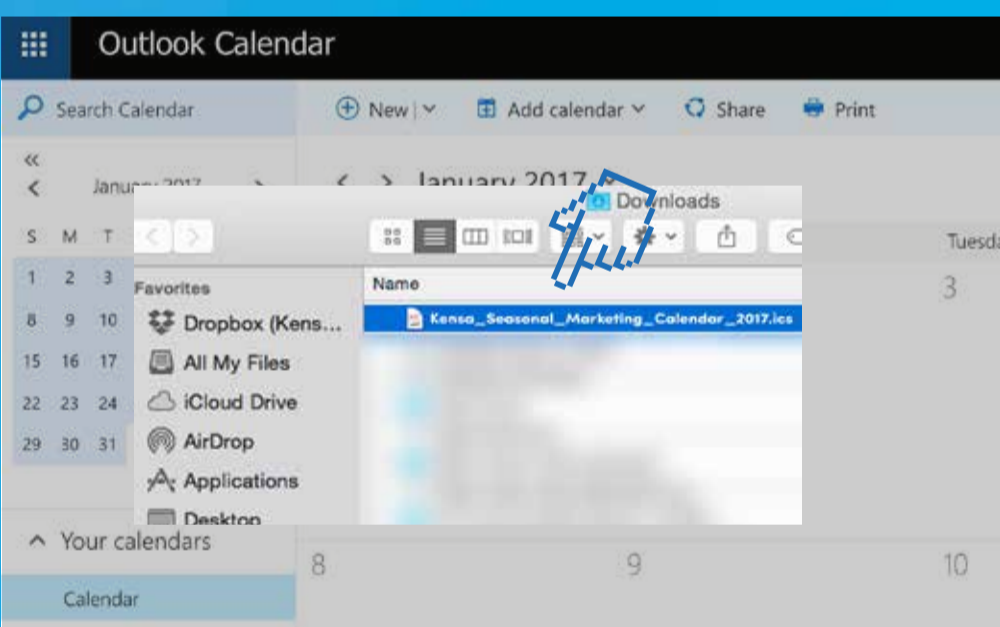 Outlook Calendar
Search Calendar
New
Add calendar
Share
Print
January 2017
January 2017
Downloads
S M T
Tuesda
1 2 3
3
Favorites
Name
8 9 10
Dropbox (Kens...
Kensa_Seasonal_Marketing_Calendar_2017.ics
15 16 17
All My Files
22 23 24
iCloud Drive
29 30 31
AirDrop
Applications
Desktop
Your calendars
8 9 10
Calendar